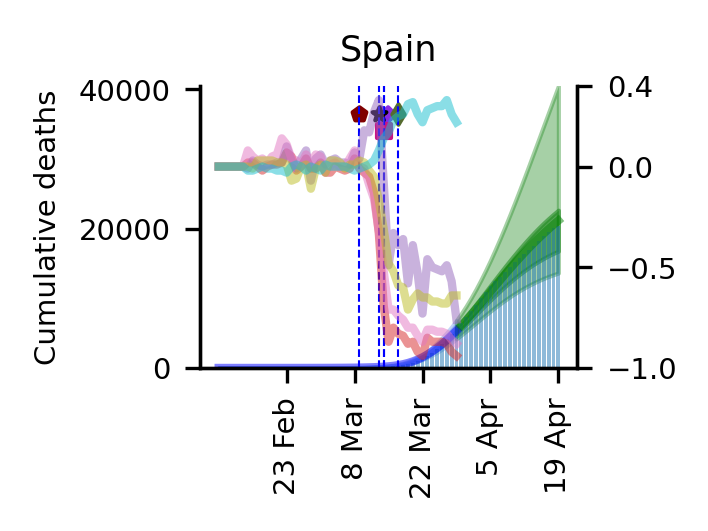 Spain
Cumulative deaths
40000
20000
0
0.4
0.0
−0.5
−1.0
23 Feb
8 Mar
22 Mar
5 Apr
19 Apr